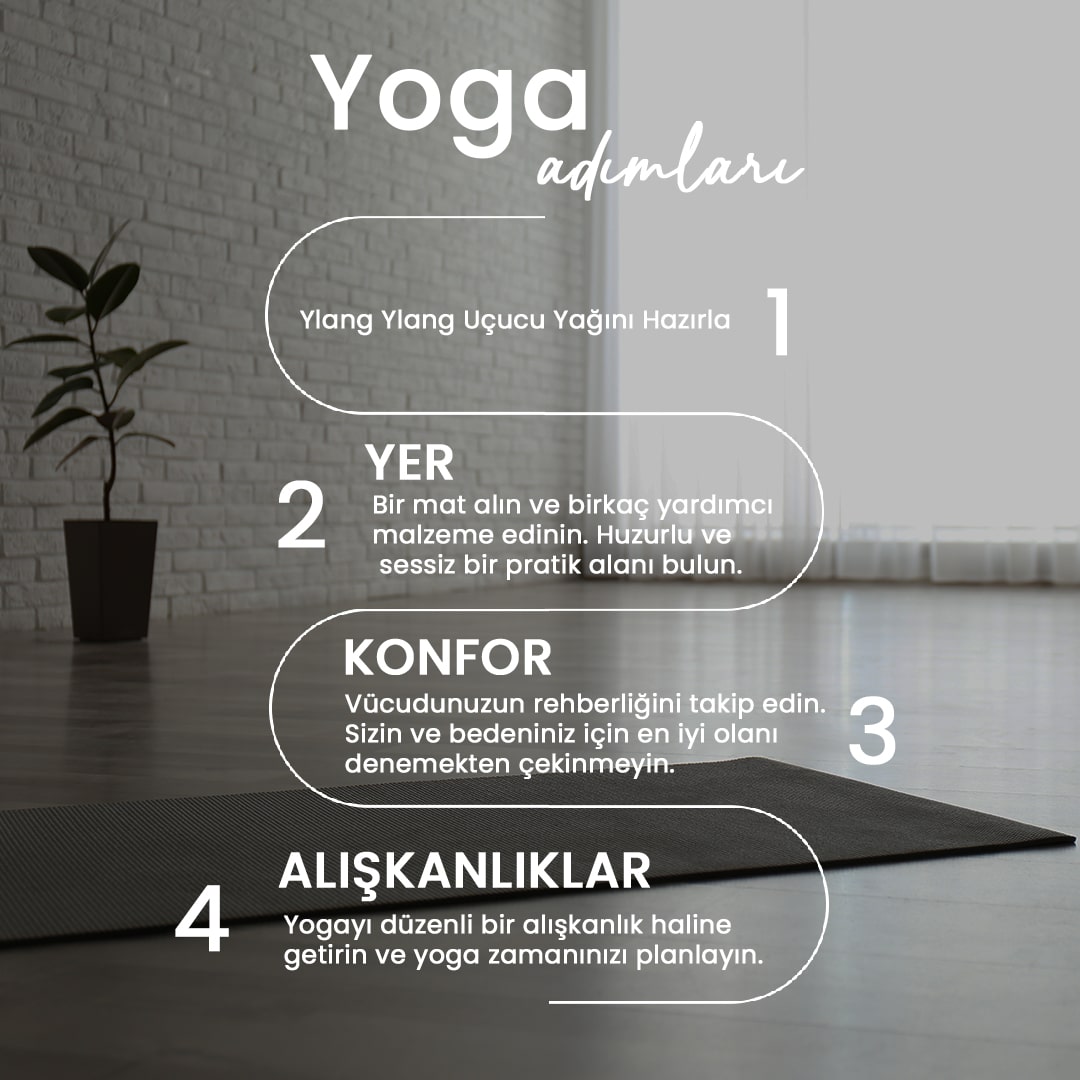 Yoga
adımları
Ylang Ylang Uçucu Yağını Hazırla
1
YER
2
Bir mat alın ve birkaç yardımcı
malzeme edinin. Huzurlu ve
sessiz bir pratik alanı bulun.
KONFOR
Vücudunuzun rehberliğini takip edin.
3
Sizin ve bedeniniz için en iyi olanı
denemekten çekinmeyin.
ALIŞKANLIKLAR
4
Yogayı düzenli bir alışkanlık haline
getirin ve yoga zamanınızı planlayın.